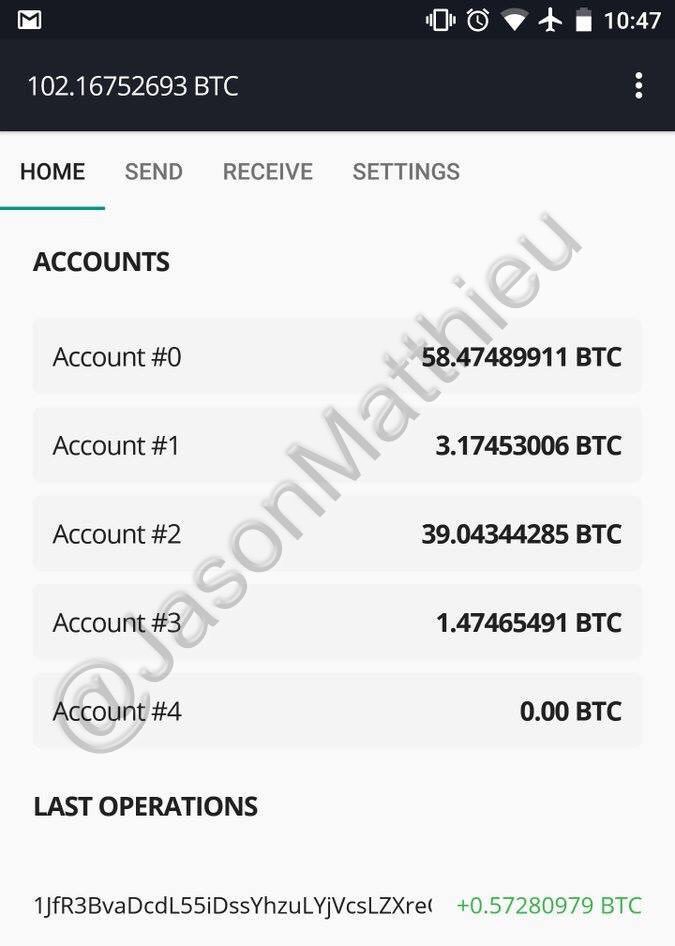 10:47
102.16752693 BTC
HOME SEND RECEIVE SETTINGS
ACCOUNTS
Account #0 58.47489911 BTC
Account #1 3.17453006 BTC
Account #2 39.04344285 BTC
Account #3 1.47465491 BTC
Account #4 0.00 BTC
@JasonMatthieu
LAST OPERATIONS
1JfR3BvaDcdL55iDssYhzuLYjVcsLZXre +0.57280979 BTC